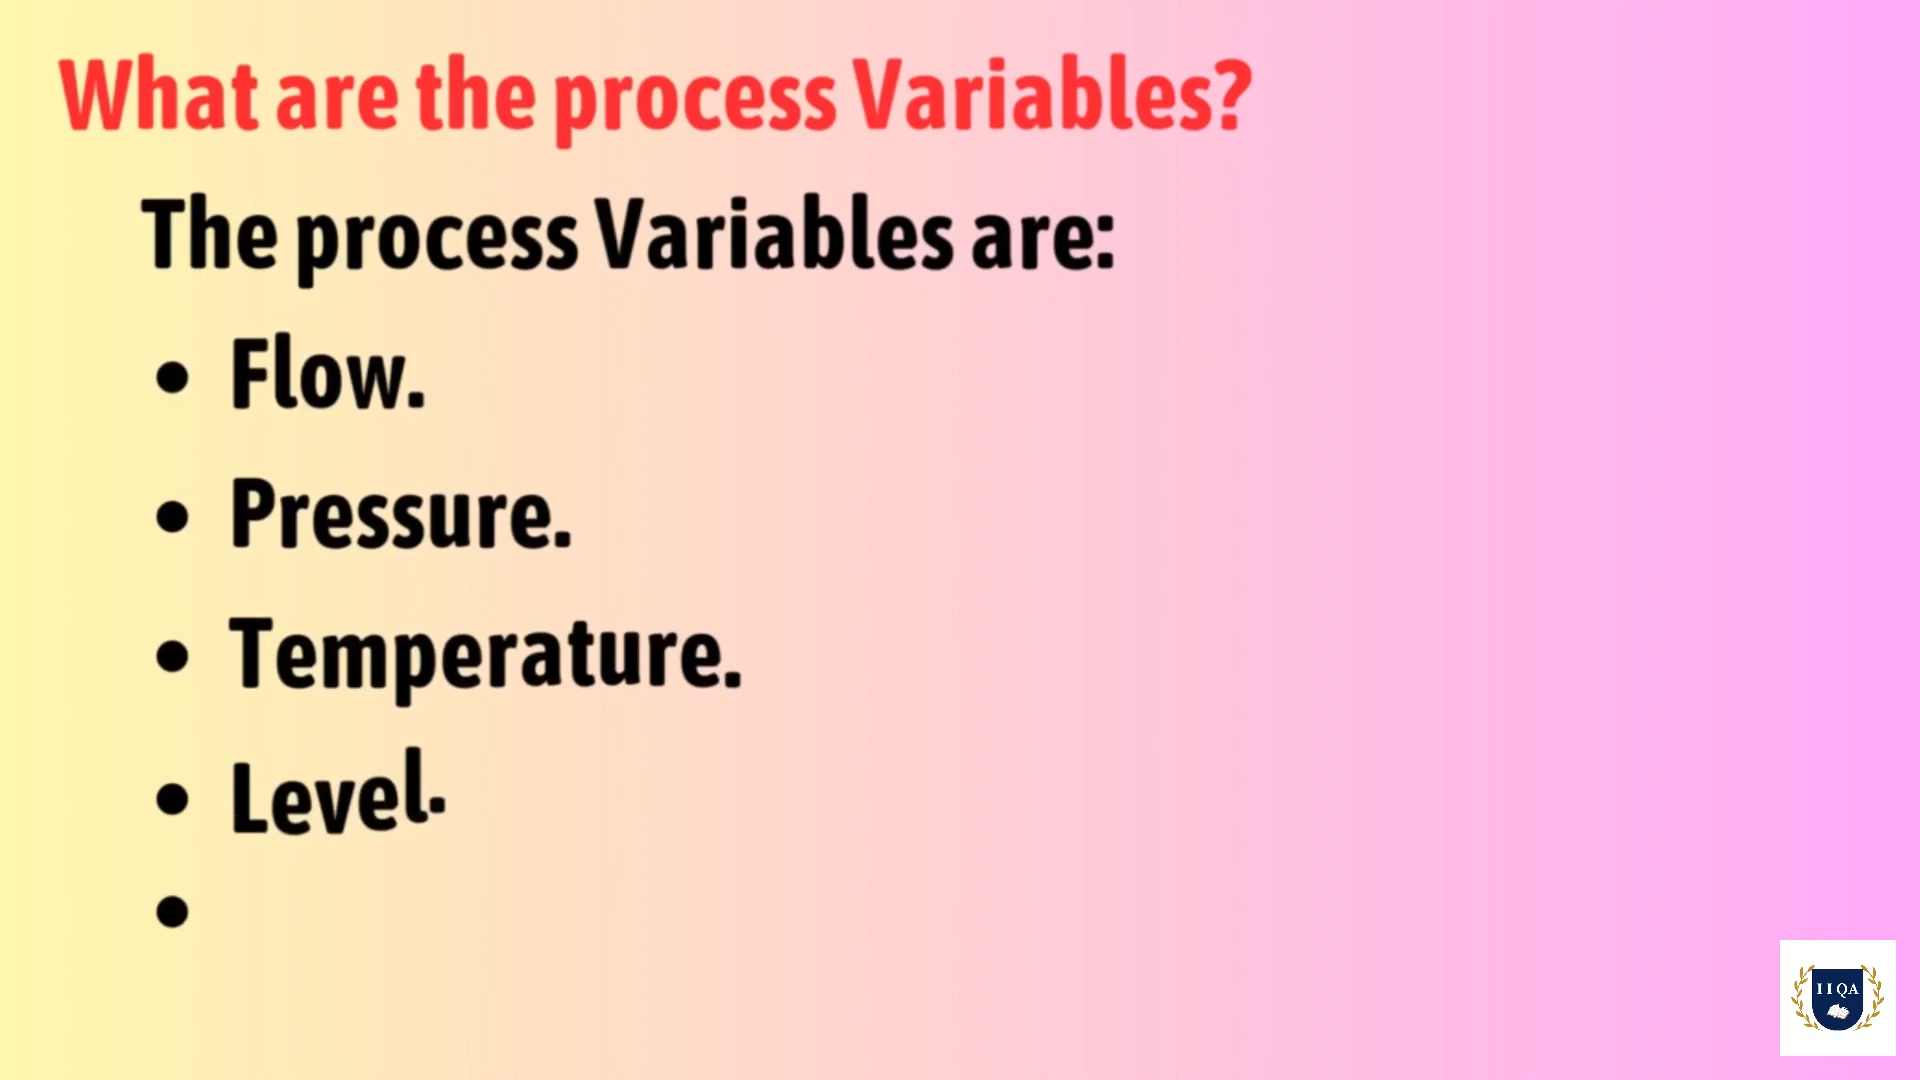 What are the process Variables?
The process Variables are:
• Flow.
• Pressure.
• Temperature.
• Level.
•
IIQA